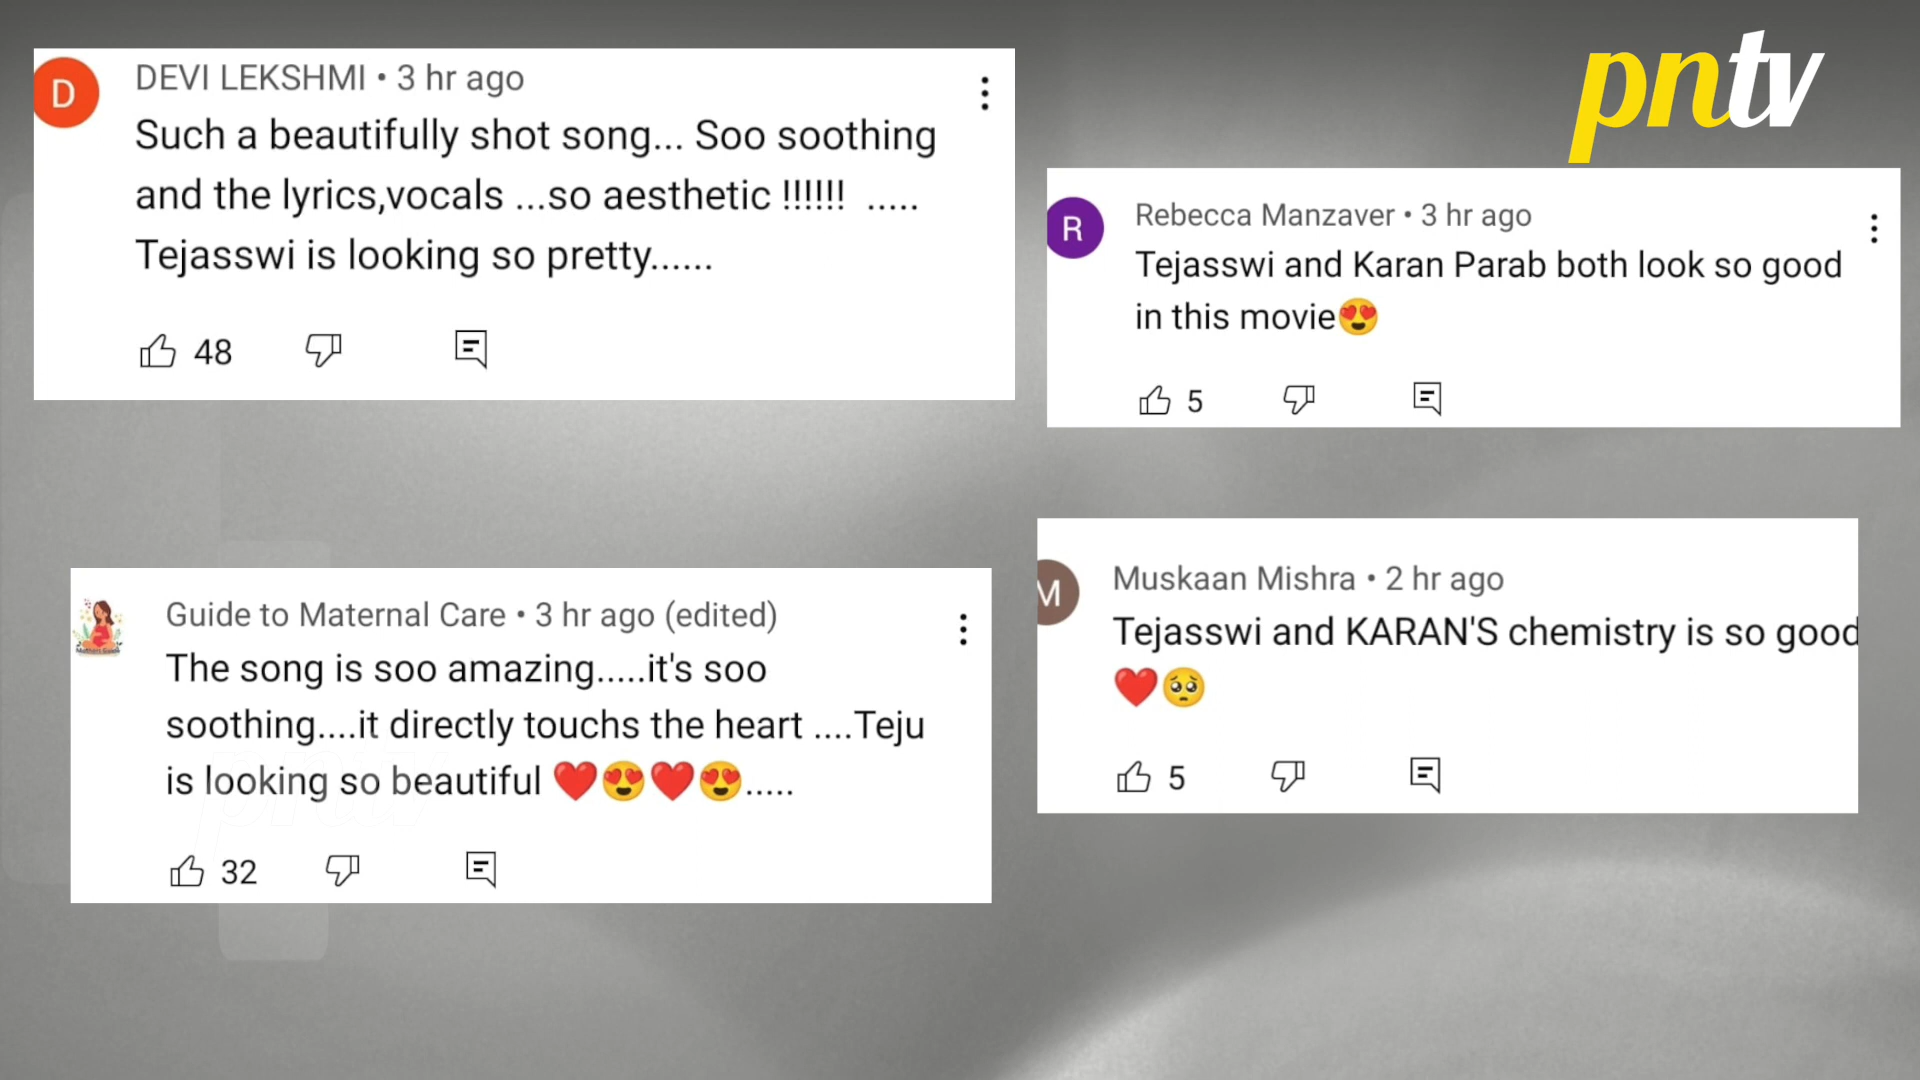 D
DEVI LEKSHMI • 3 hr ago
Such a beautifully shot song... Soo soothing
and the lyrics,vocals ...so aesthetic !!!!!! .....
Tejasswi is looking so pretty......
48
pntv
R
Rebecca Manzaver • 3 hr ago
Tejasswi and Karan Parab both look so good
in this movie😍
5
Guide to Maternal Care • 3 hr ago (edited)
The song is soo amazing.....it's soo
soothing....it directly touchs the heart ....Teju
is looking so beautiful ❤️😍❤️😍.....
32
M
Muskaan Mishra • 2 hr ago
Tejasswi and KARAN'S chemistry is so good
❤️🥺
5
pntv